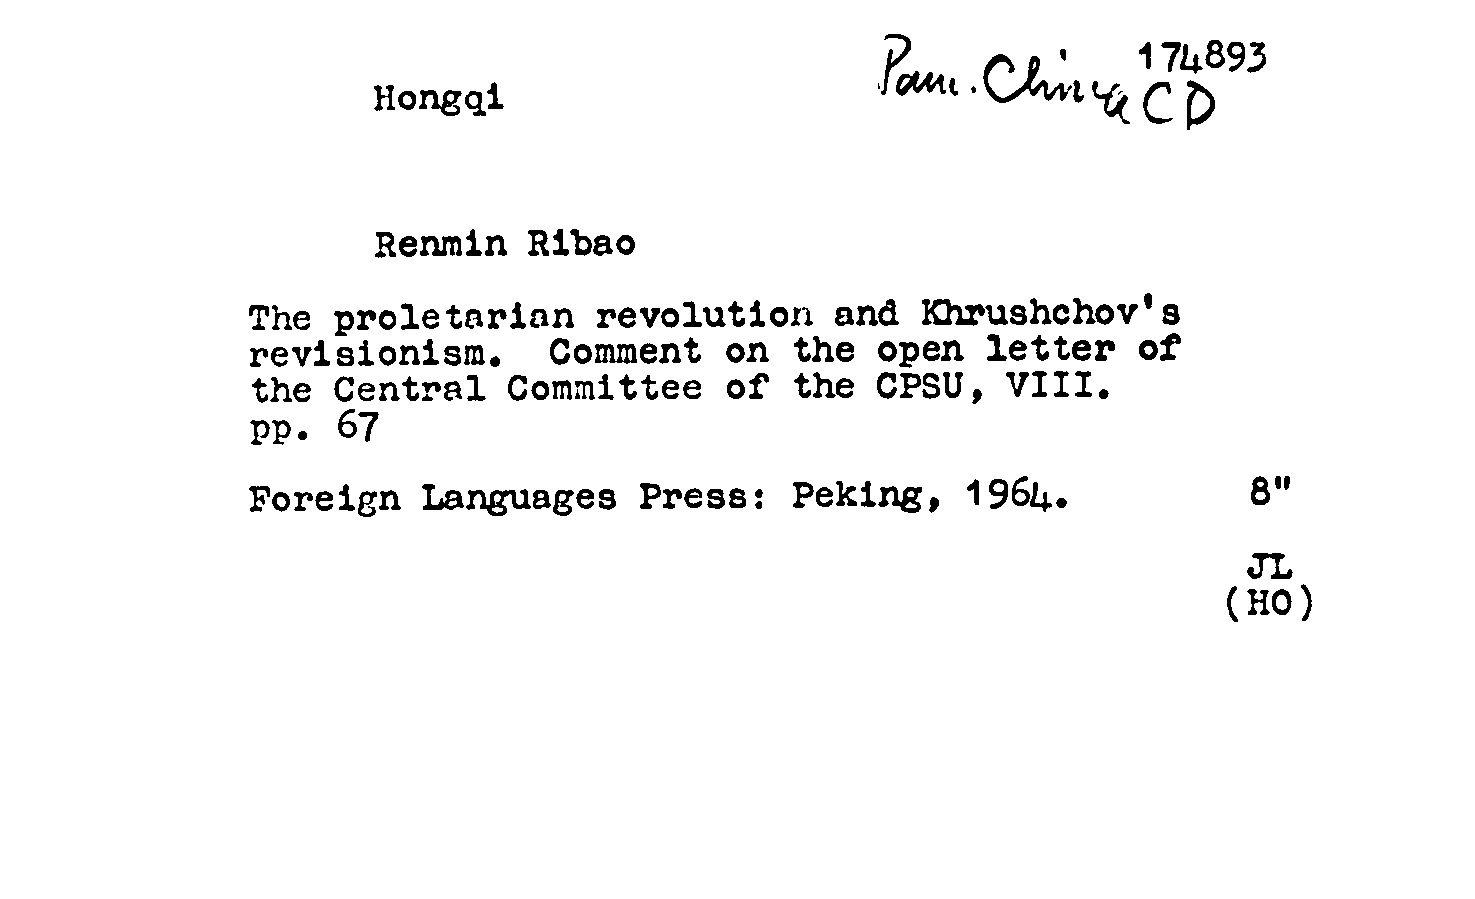 174893
Hongqi
Pam. China CD
Renmin Ribao
The proletarian revolution and Khrushchov's
revisionism. Comment on the open letter of
the Central Committee of the CPSU, VIII.
pp. 67
Foreign Languages Press: Peking, 1964. 8"
JL
(HO)